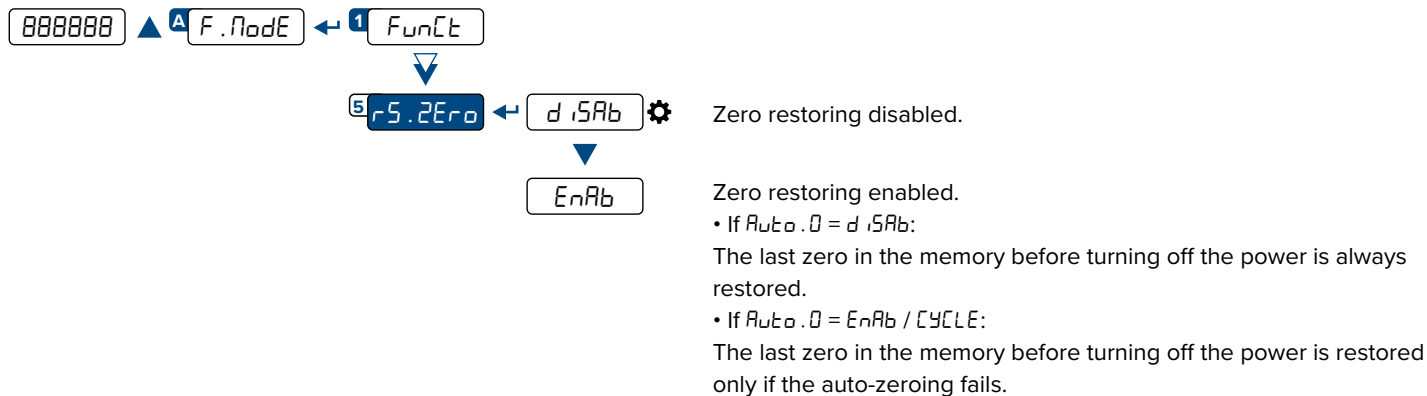 888888 A F.ModE 1 FunCt
5 rS.ZEro diSAb Zero restoring disabled.
EnAb Zero restoring enabled.
• If Auto.0 = diSAb:
The last zero in the memory before turning off the power is always
restored.
• If Auto.0 = EnAb / CYCLE:
The last zero in the memory before turning off the power is restored
only if the auto-zeroing fails.